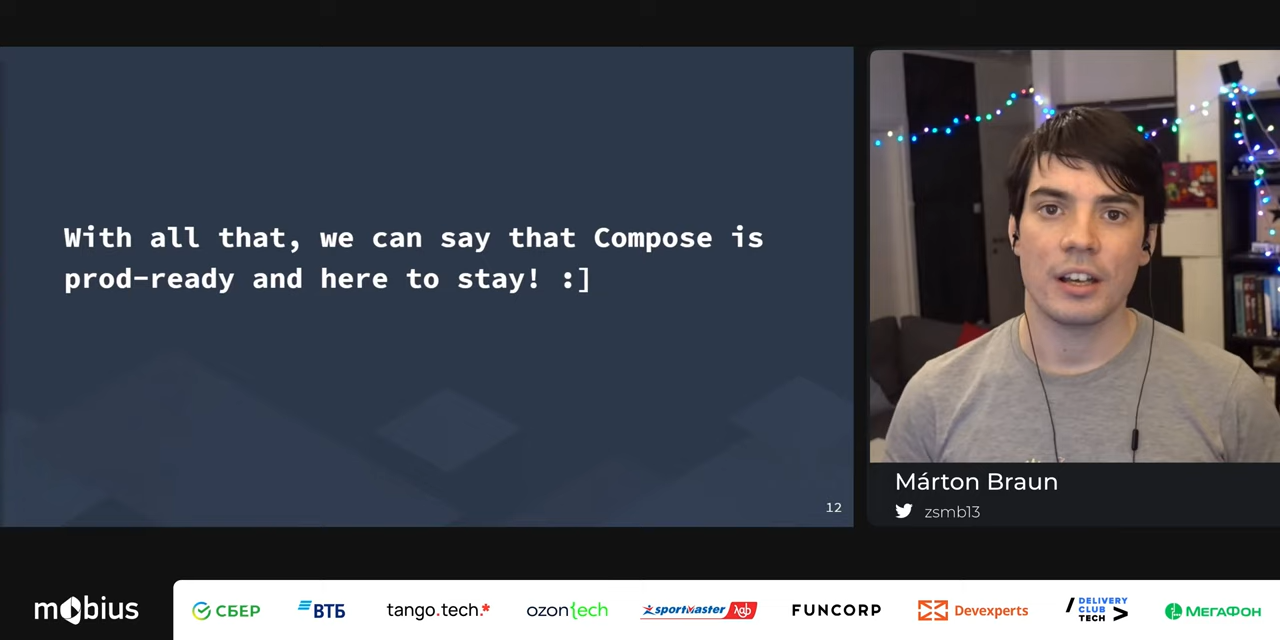 With all that, we can say that Compose is
prod-ready and here to stay! :]
12
Márton Braun
zsmb13
mobius
СБЕР
ВТБ
tango.tech.*
ozon{tech
sportmaster lab
FUNCORP
Devexperts
/ DELIVERY
CLUB
TECH >
МЕГАФОН